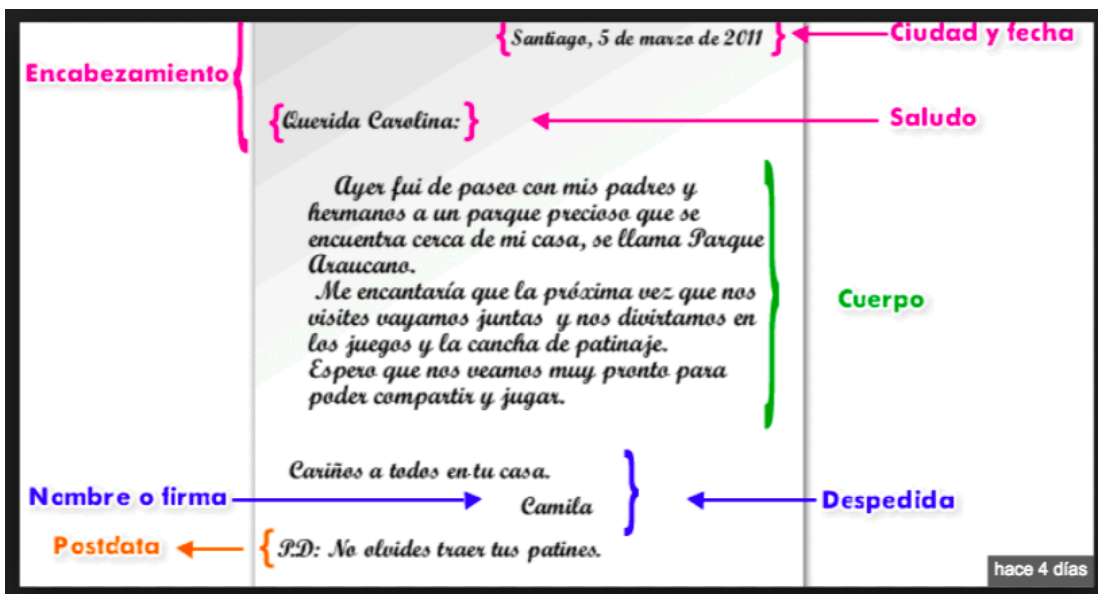 Santiago, 5 de marzo de 2011
Ciudad y fecha
Encabezamiento
Querida Carolina:
Saludo
Ayer fui de paseo con mis padres y
hermanos a un parque precioso que se
encuentra cerca de mi casa, se llama Parque
Araucano.
Me encantaría que la próxima vez que nos
visites vayamos juntas y nos divirtamos en
los juegos y la cancha de patinaje.
Espero que nos veamos muy pronto para
poder compartir y jugar.
Cuerpo
Cariños a todos en tu casa.
Nombre o firma
Camila
Despedida
Postdata
P.D: No olvides traer tus patines.
hace 4 días